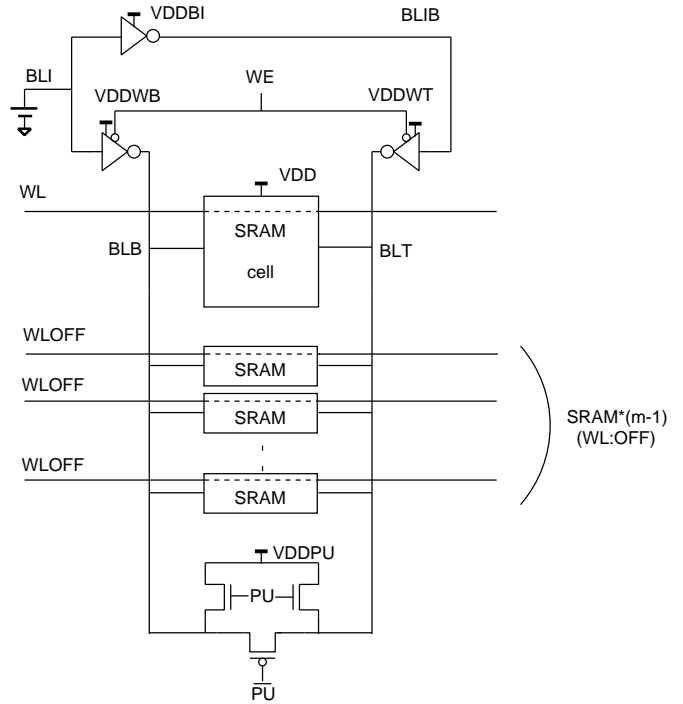 VDDBI
BLIB
BLI
WE
VDDWB
VDDWT
VDD
WL
SRAM
cell
BLB
BLT
WLOFF
SRAM
WLOFF
SRAM
SRAM*(m-1)
(WL:OFF)
WLOFF
SRAM
VDDPU
PU
P̅U̅